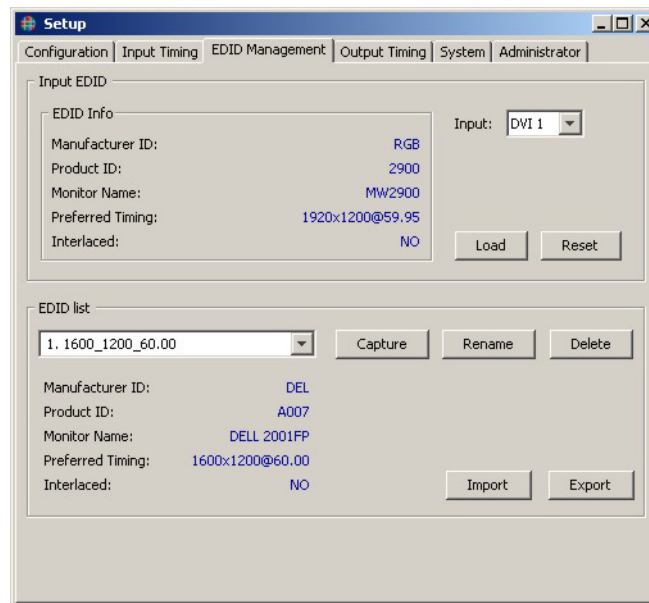 Setup
Configuration Input Timing EDID Management Output Timing System Administrator
Input EDID
EDID Info
Manufacturer ID: RGB
Product ID: 2900
Monitor Name: MW2900
Preferred Timing: 1920x1200@59.95
Interlaced: NO
Input: DVI 1
Load Reset
EDID list
1. 1600_1200_60.00 Capture Rename Delete
Manufacturer ID: DEL
Product ID: A007
Monitor Name: DELL 2001FP
Preferred Timing: 1600x1200@60.00
Interlaced: NO
Import Export